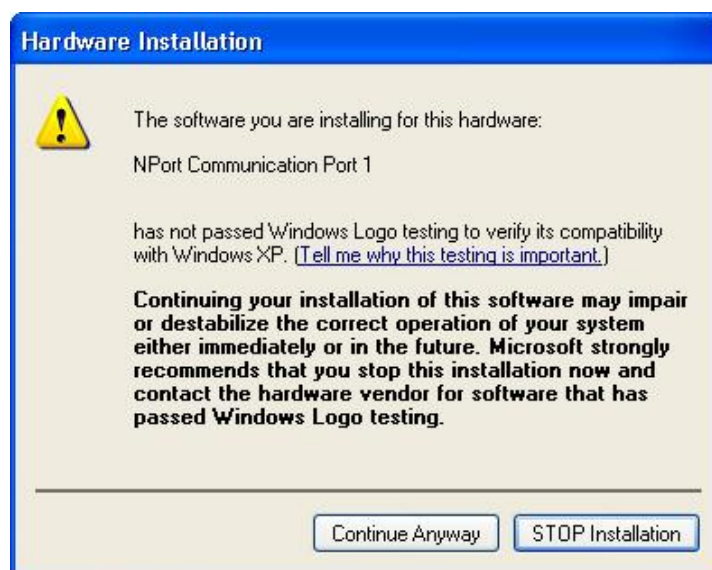 Hardware Installation
The software you are installing for this hardware:
NPort Communication Port 1
has not passed Windows Logo testing to verify its compatibility
with Windows XP. (Tell me why this testing is important.)
Continuing your installation of this software may impair
or destabilize the correct operation of your system
either immediately or in the future. Microsoft strongly
recommends that you stop this installation now and
contact the hardware vendor for software that has
passed Windows Logo testing.
Continue Anyway
STOP Installation